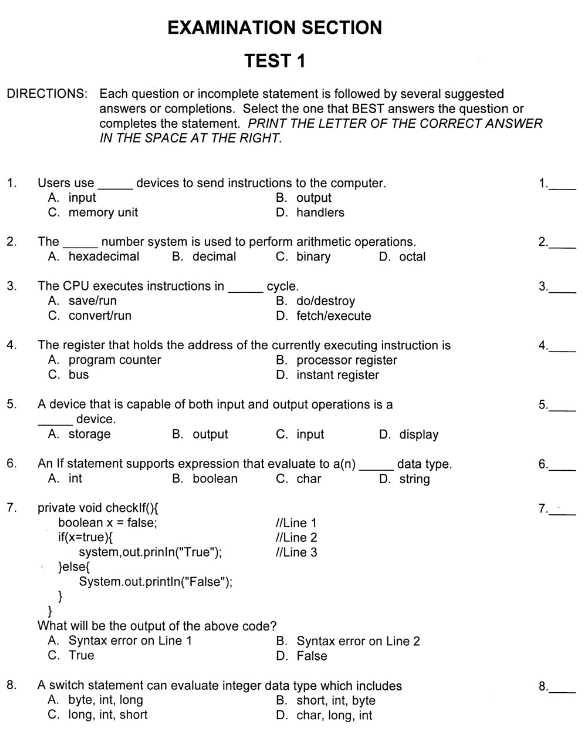 EXAMINATION SECTION
TEST 1
DIRECTIONS: Each question or incomplete statement is followed by several suggested
answers or completions. Select the one that BEST answers the question or
completes the statement. PRINT THE LETTER OF THE CORRECT ANSWER
IN THE SPACE AT THE RIGHT.
1. Users use _____ devices to send instructions to the computer. 1.____
A. input B. output
C. memory unit D. handlers
2. The _____ number system is used to perform arithmetic operations. 2.____
A. hexadecimal B. decimal C. binary D. octal
3. The CPU executes instructions in _____ cycle. 3.____
A. save/run B. do/destroy
C. convert/run D. fetch/execute
4. The register that holds the address of the currently executing instruction is 4.____
A. program counter B. processor register
C. bus D. instant register
5. A device that is capable of both input and output operations is a 5.____
_____ device.
A. storage B. output C. input D. display
6. An If statement supports expression that evaluate to a(n) _____ data type. 6.____
A. int B. boolean C. char D. string
7. private void checkIf(){ 7.____
boolean x = false; //Line 1
if(x=true){ //Line 2
system,out.prinln("True"); //Line 3
}else{
System.out.println("False");
}
}
What will be the output of the above code?
A. Syntax error on Line 1 B. Syntax error on Line 2
C. True D. False
8. A switch statement can evaluate integer data type which includes 8.____
A. byte, int, long B. short, int, byte
C. long, int, short D. char, long, int